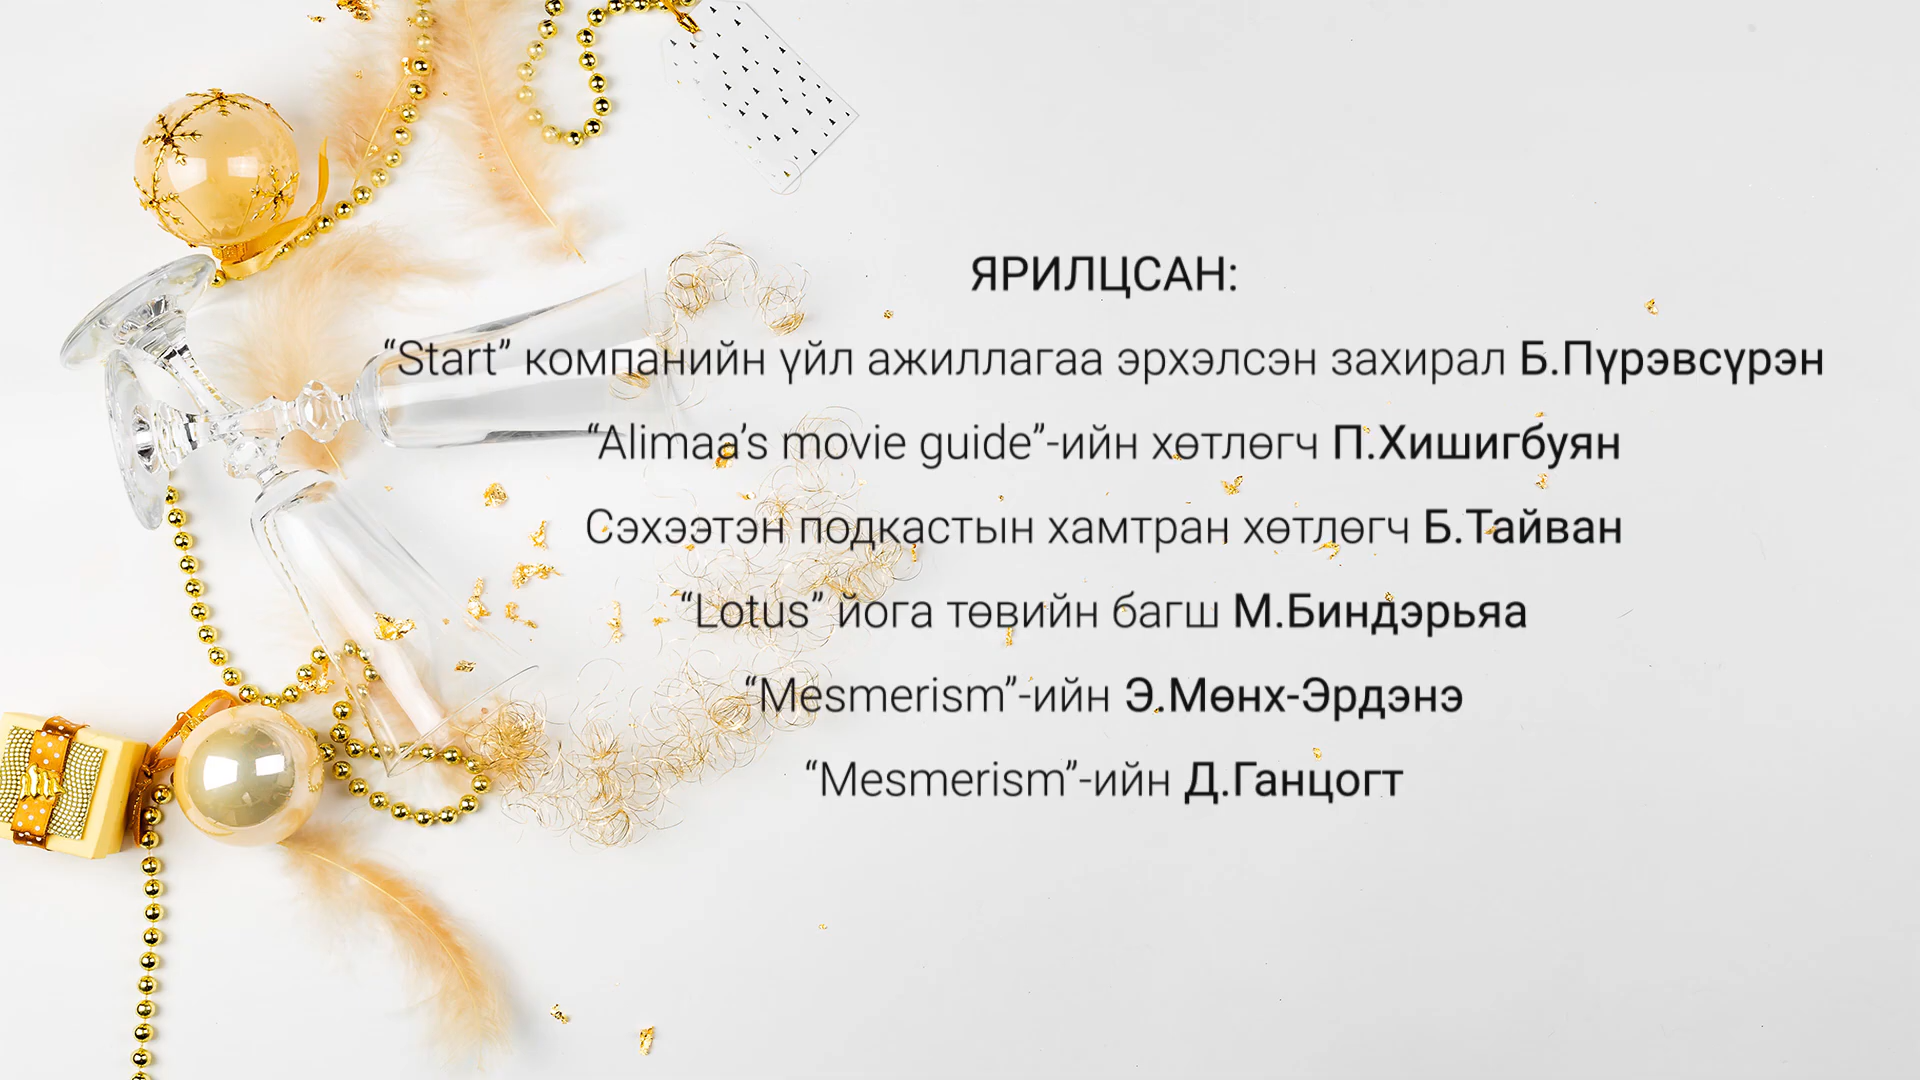 ЯРИЛЦСАН:
“Start” компанийн үйл ажиллагаа эрхэлсэн захирал Б.Пүрэвсүрэн
“Alimaa’s movie guide”-ийн хөтлөгч П.Хишигбуян
Сэхээтэн подкастын хамтран хөтлөгч Б.Тайван
“Lotus” йога төвийн багш М.Биндэрьяа
“Mesmerism”-ийн Э.Мөнх-Эрдэнэ
“Mesmerism”-ийн Д.Ганцогт